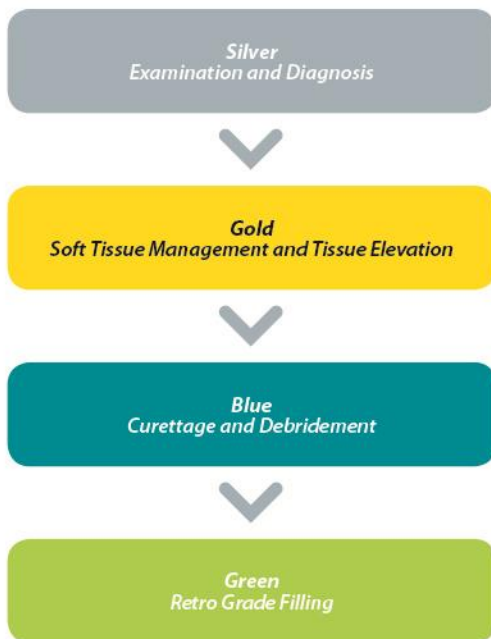 Silver
Examination and Diagnosis
Gold
Soft Tissue Management and Tissue Elevation
Blue
Curettage and Debridement
Green
Retro Grade Filling